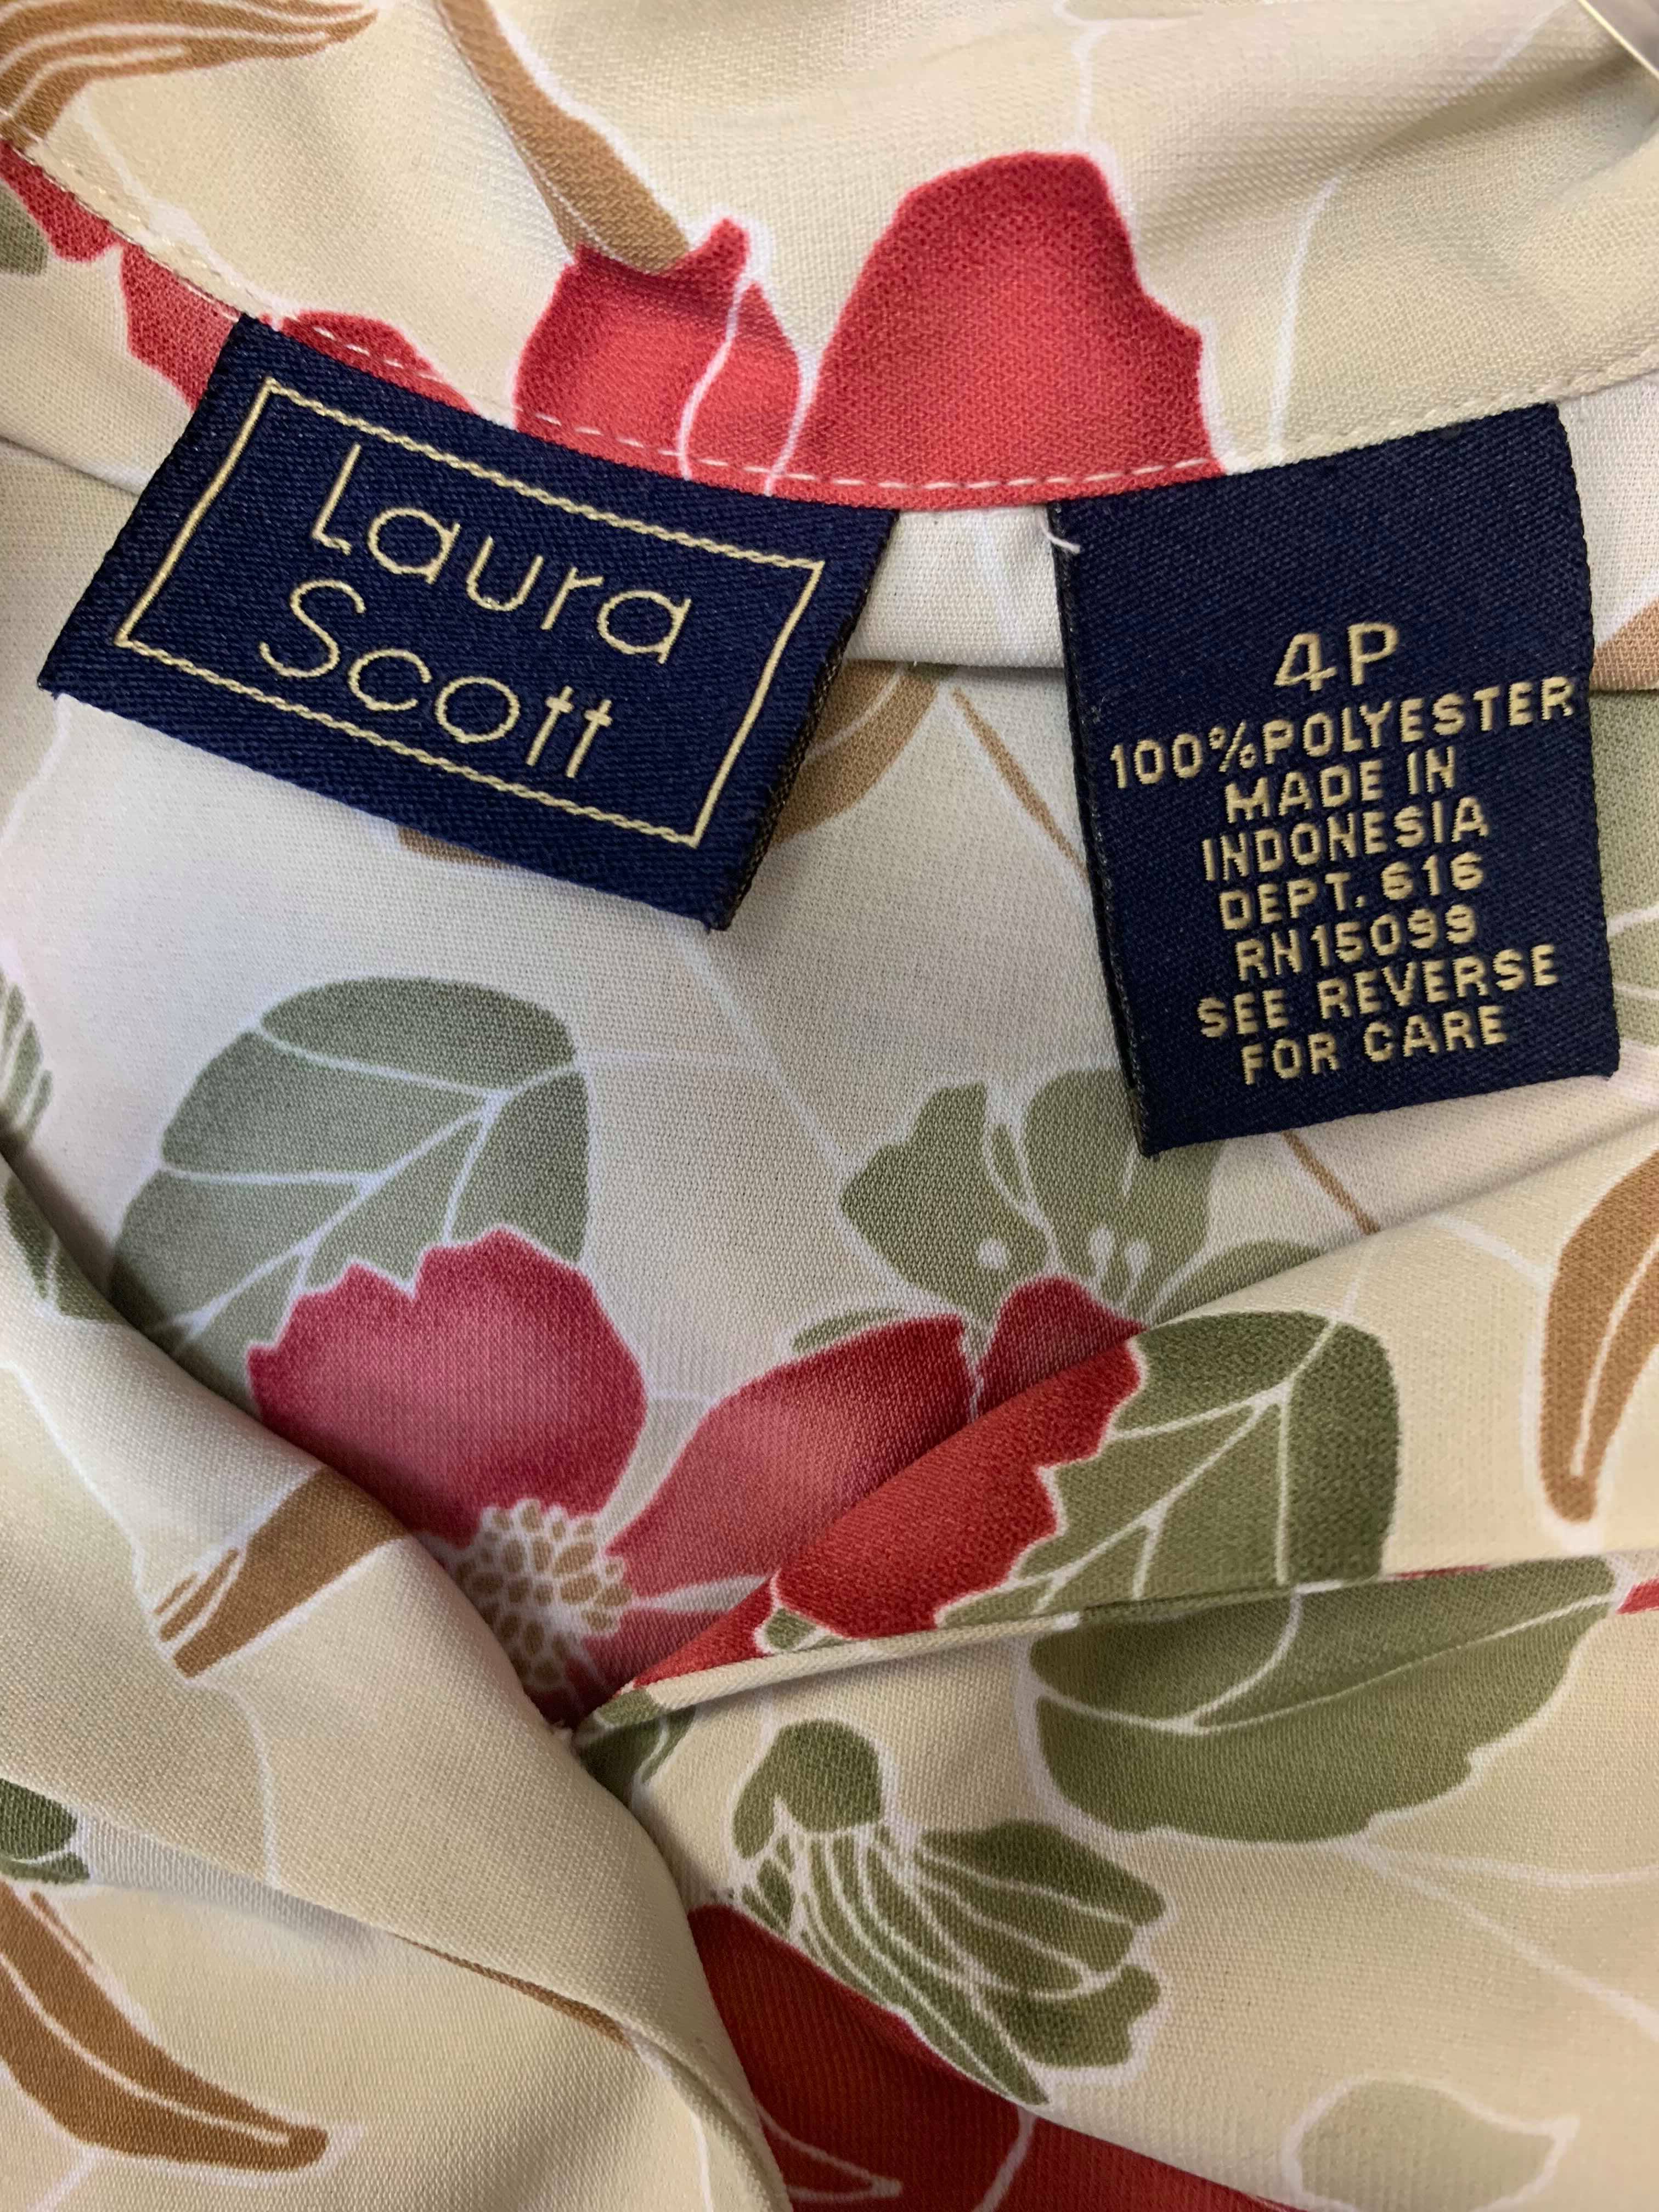 Laura
Scott
4P
100%POLYESTER
MADE IN
INDONESIA
DEPT. 616
RN15099
SEE REVERSE
FOR CARE